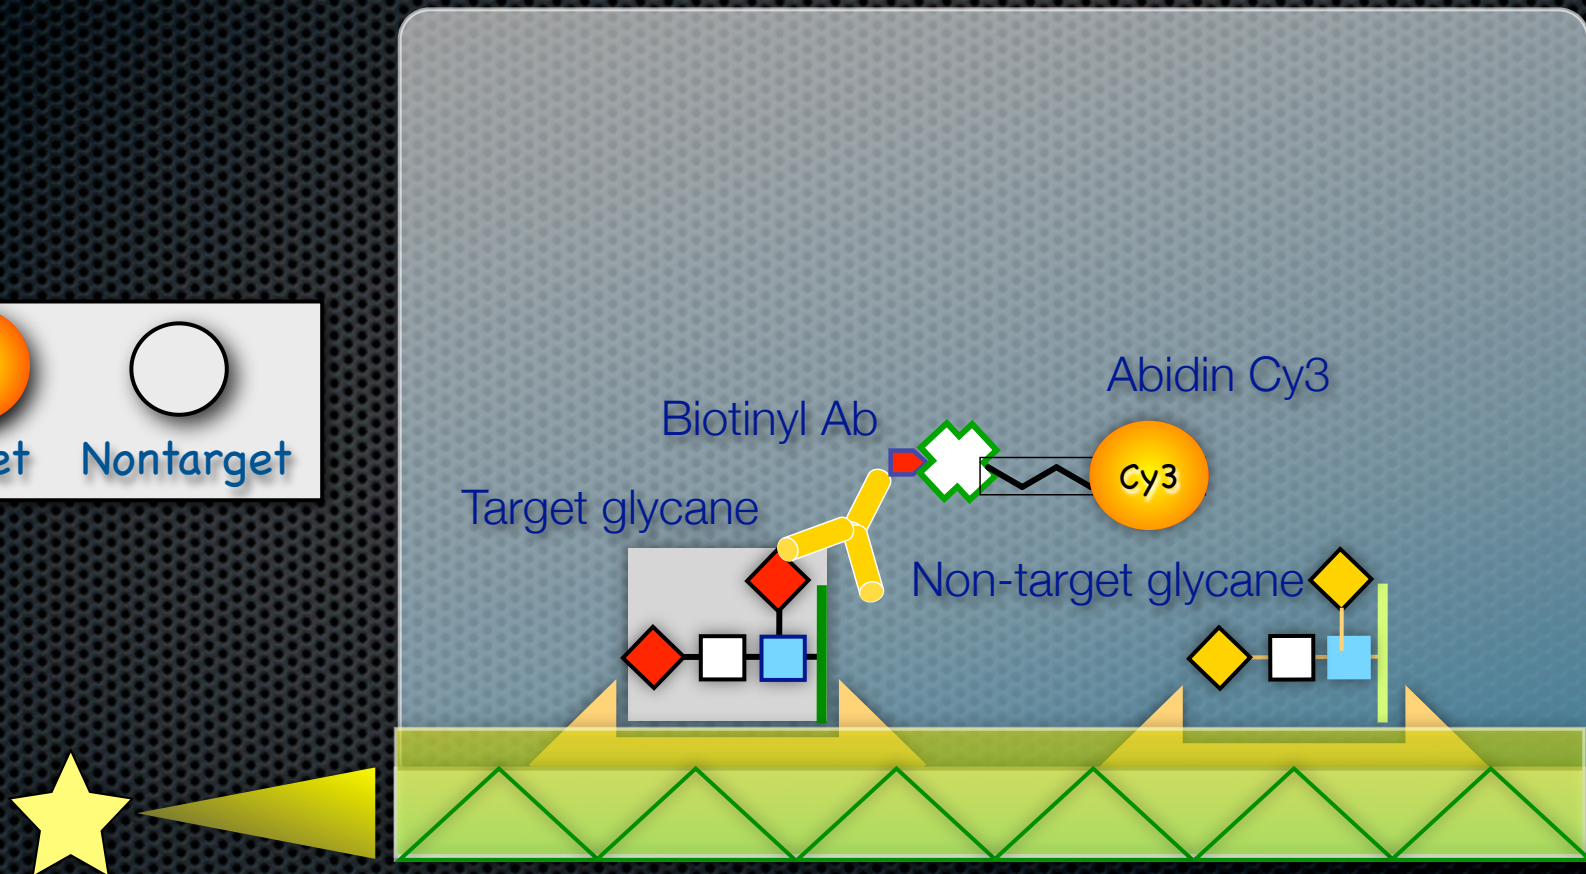 Abidin Cy3
Biotinyl Ab
et Nontarget
Cy3
Target glycane
Non-target glycane